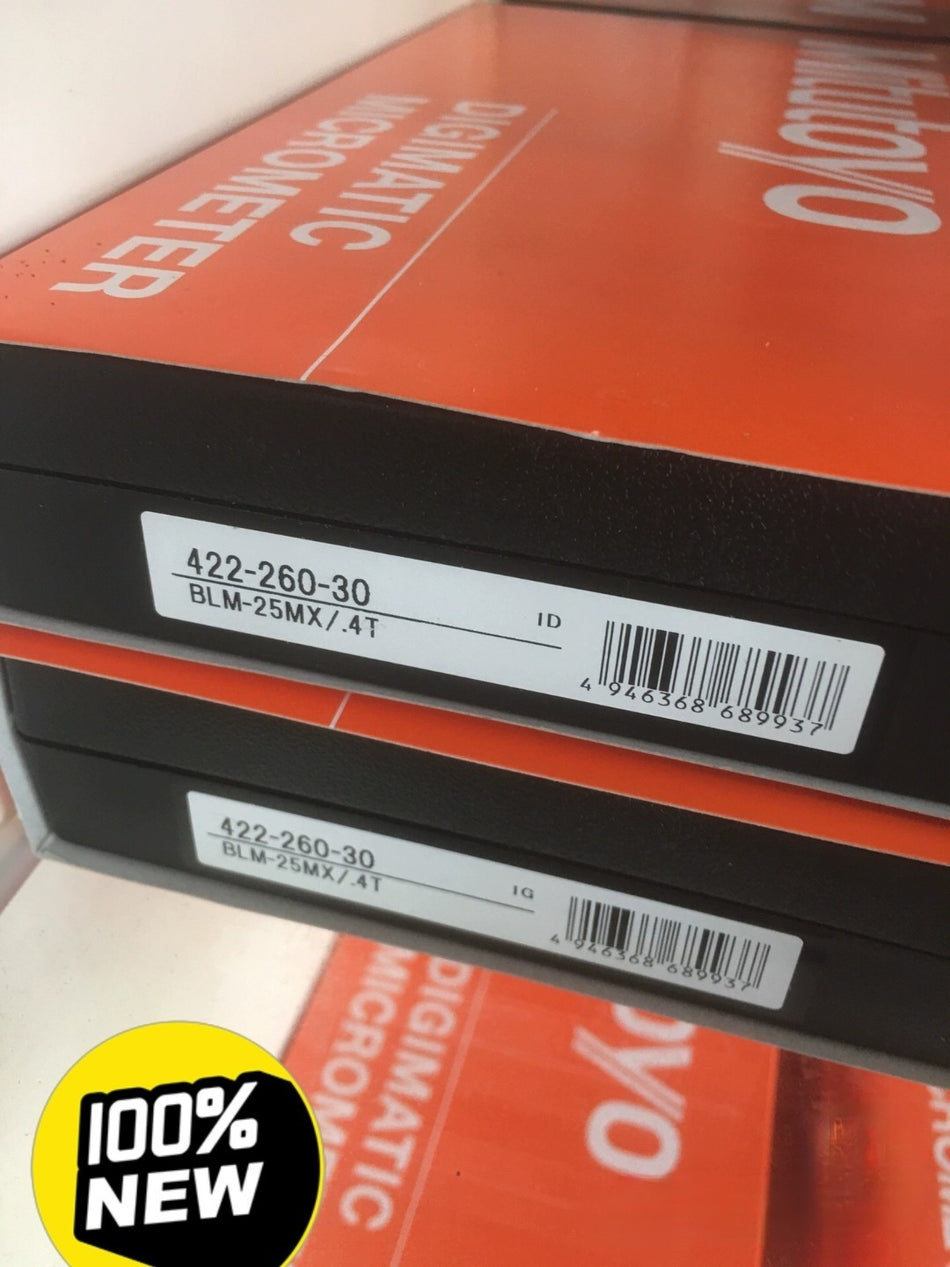 Mitutoyo
DIGIMATIC
MICROMETER
422-260-30
BLM-25MX/.4T
ID
4 946368 689937
422-260-30
BLM-25MX/.4T
IG
4 946368 689937
DIGIMATIC
100%
NEW